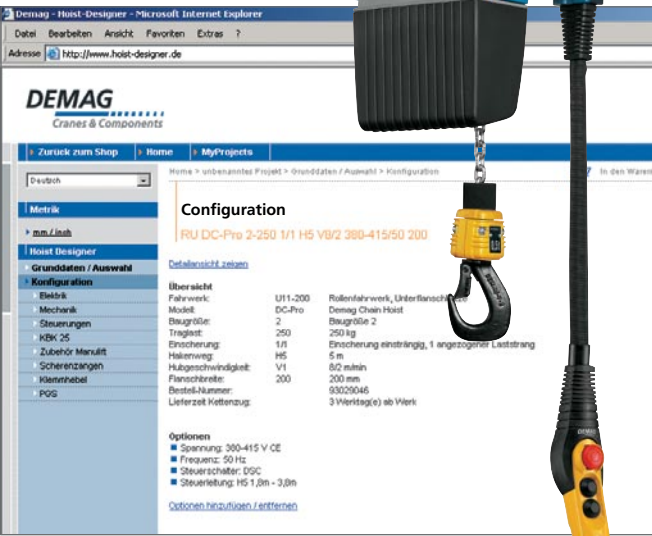 Demag - Hoist-Designer - Microsoft Internet Explorer
Datei Bearbeiten Ansicht Favoriten Extras ?
Adresse http://www.hoist-designer.de
DEMAG
Cranes & Components
Zurück zum Shop Home MyProjects
Deutsch
Home > unbenanntes Projekt > Grunddaten / Auswahl > Konfiguration
In den Waren
Metrik
mm / inch
Hoist Designer
Grunddaten / Auswahl
Konfiguration
Elektrik
Mechanik
Steuerungen
KBK 25
Zubehör Manulift
Scherenzangen
Klemmhebel
POS
Configuration
RU DC-Pro 2-250 1/1 H5 V8/2 380-415/50 200
Detailansicht zeigen
Übersicht
Fahrwerk: U11-200 Rollenfahrwerk,
Modell: DC-Pro Demag Chain Hoist
Baugröße: 2 Baugröße 2
Traglast: 250 250 kg
Einscherung: 1/1 Einscherung einsträngig, 1 angezogener Laststrang
Hakenweg: H5 5 m
Hubgeschwindigkeit: V1 8/2 m/min
Flanschbreite: 200 200 mm
Bestell-Nummer: 93029046
Lieferzeit Kettenzug: 3 Werktag(e) ab Werk
Optionen
Spannung: 380-415 V CE
Frequenz: 50 Hz
Steuerschalter: DSC
Steuerleitung: H5 1,8m - 3,8m
Optionen hinzufügen / entfernen
DEMAG